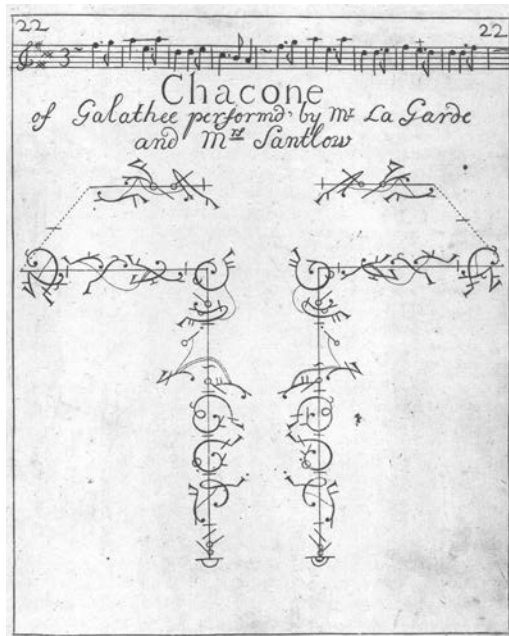 22 22
Chacone
of Galathee performd' by Mr. La Garde
and Mrs. Santlow